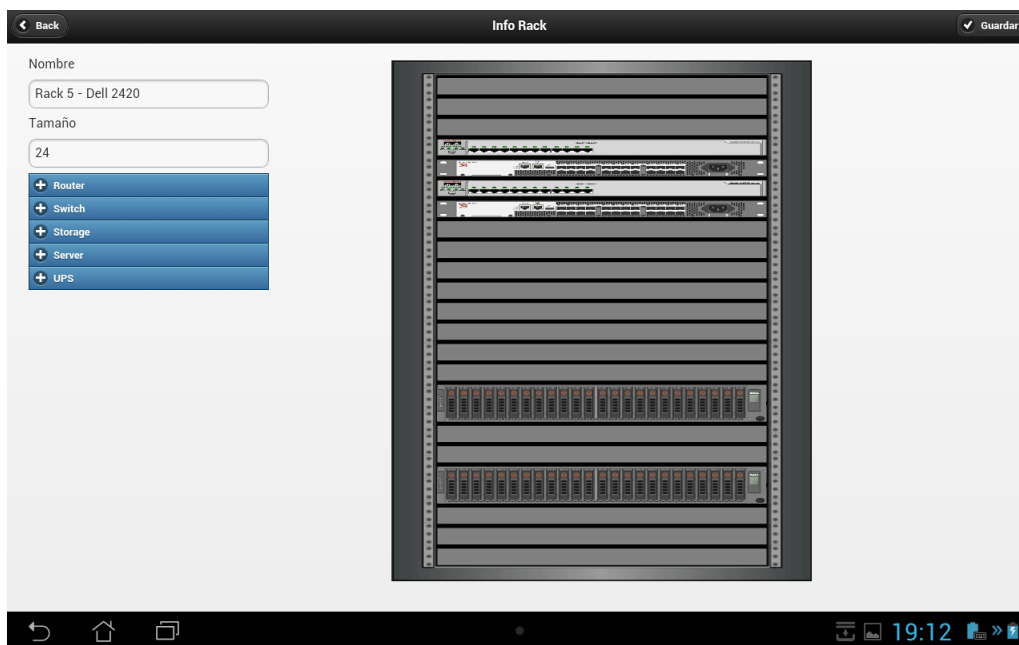 Back
Info Rack
Guardar
Nombre
Rack 5 - Dell 2420
Tamaño
24
Router
Switch
Storage
Server
UPS
19:12